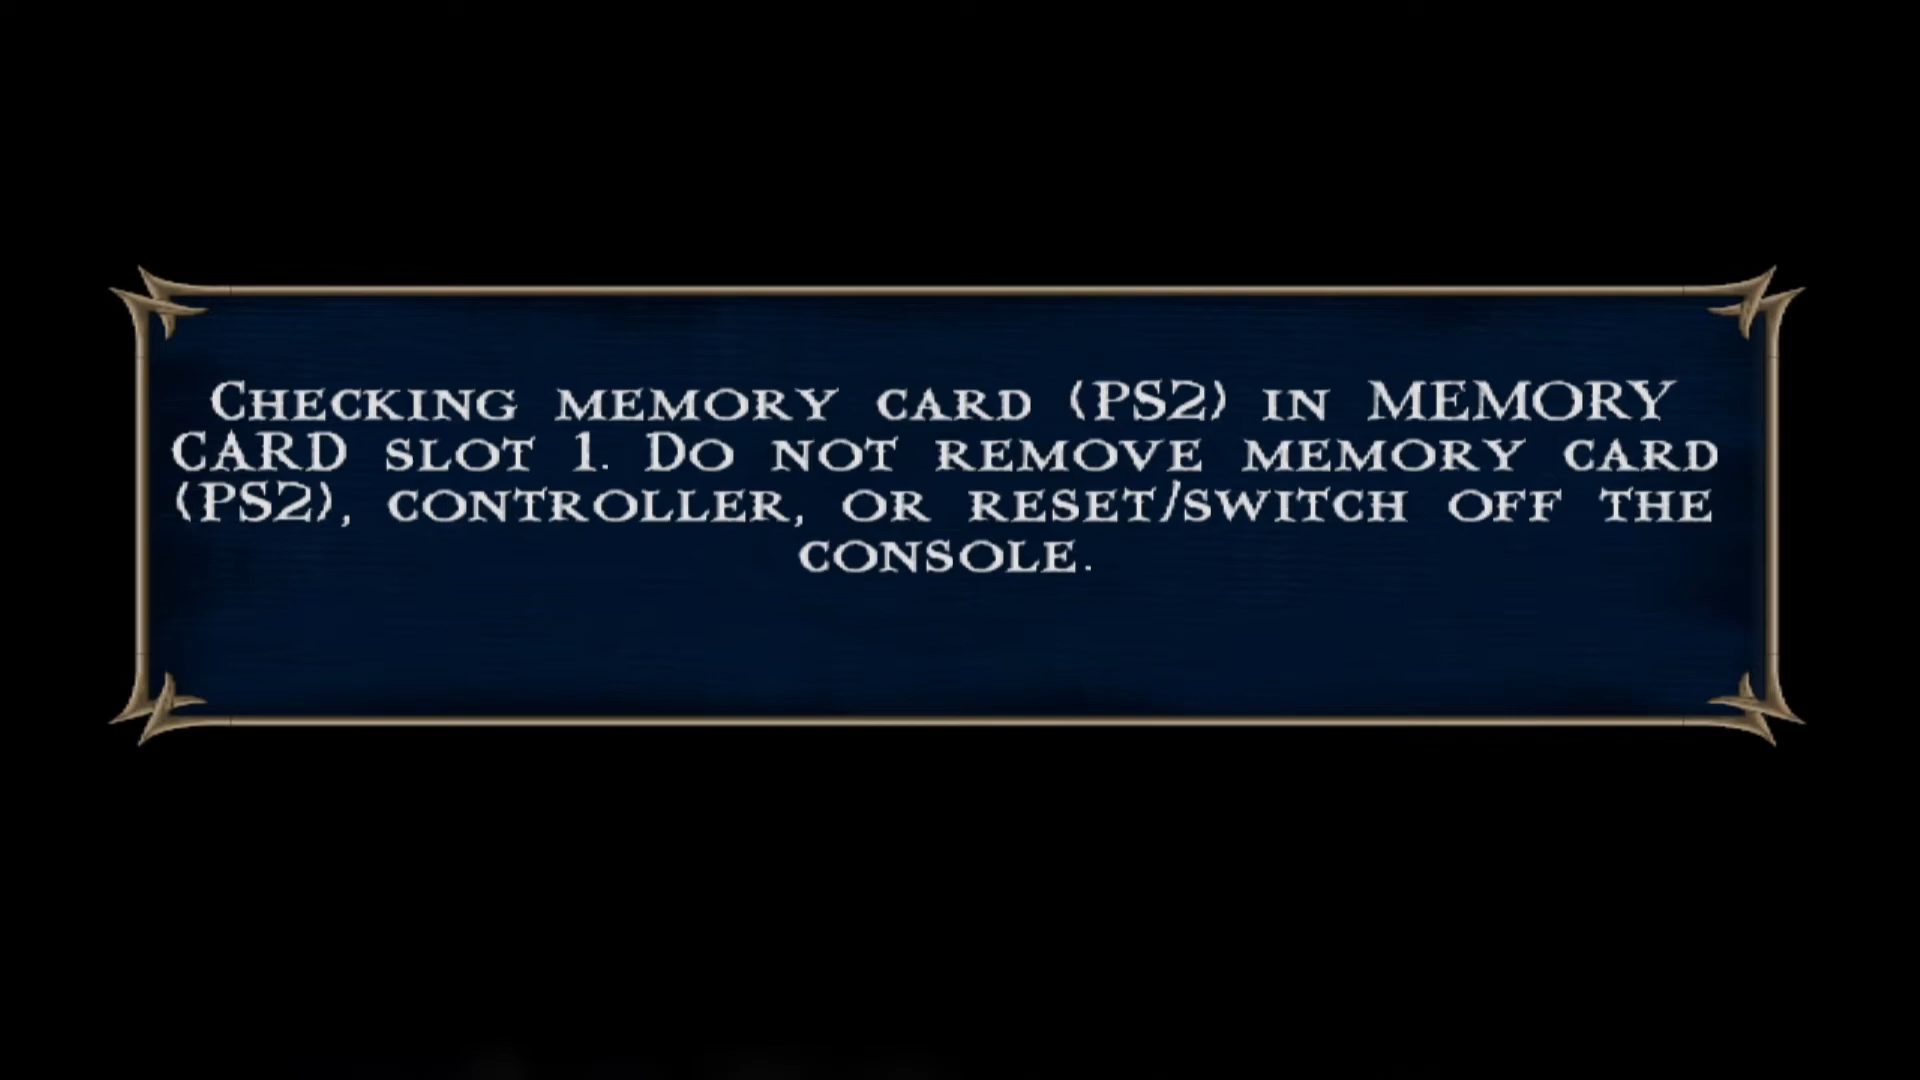 Checking memory card (PS2) in MEMORY
CARD slot 1. Do not remove memory card
(PS2), controller, or reset/switch off the
console.